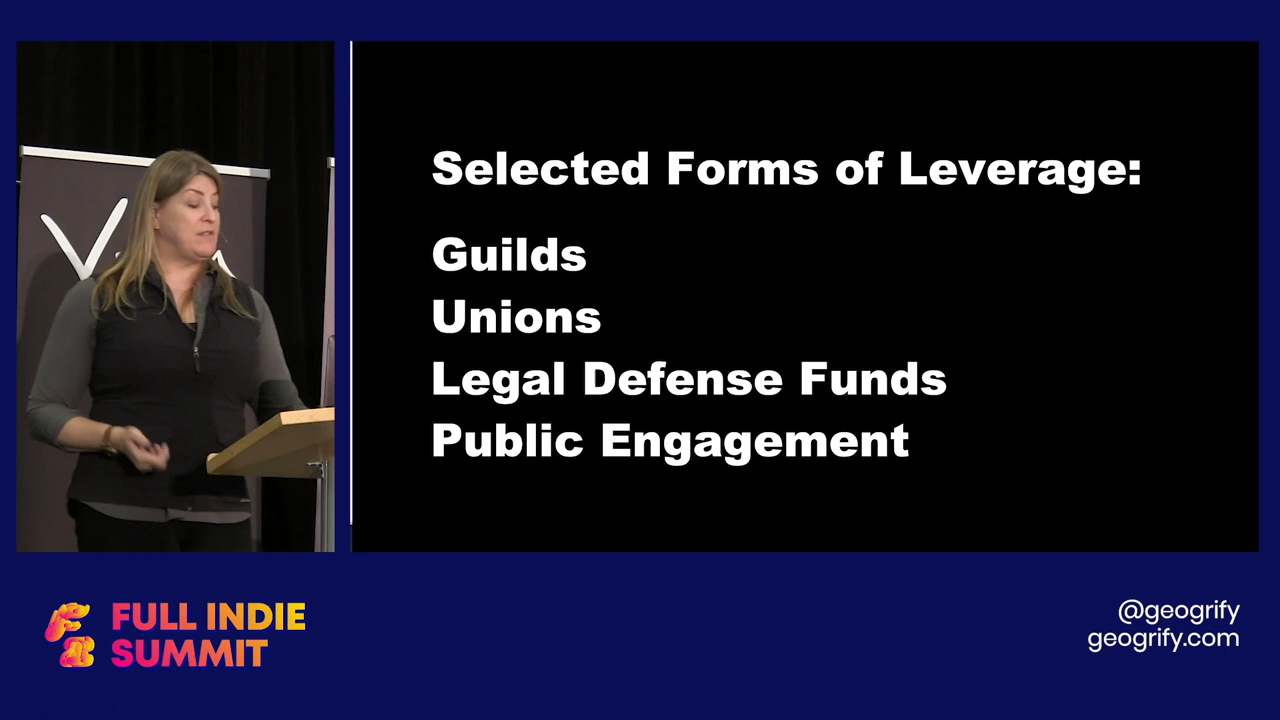 Selected Forms of Leverage:
Guilds
Unions
Legal Defense Funds
Public Engagement
FULL INDIE
SUMMIT
@geogrify
geogrify.com